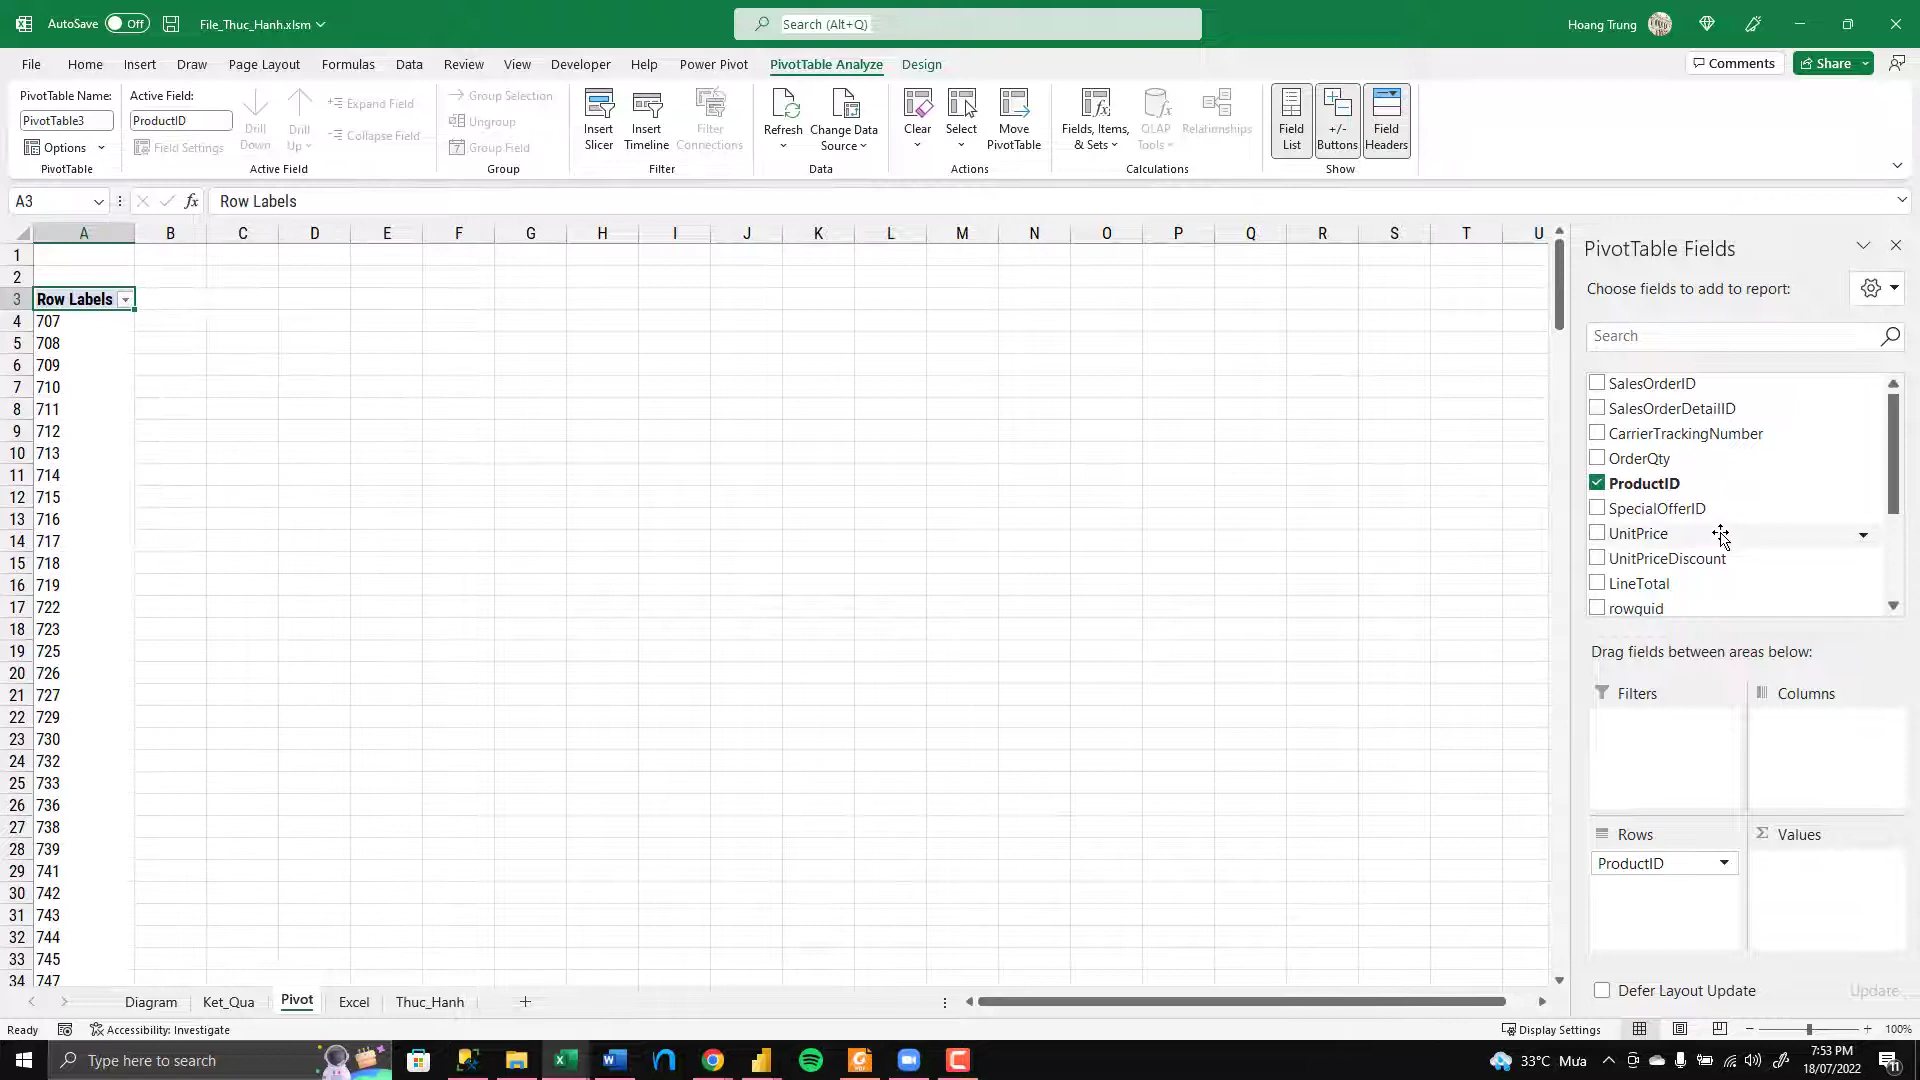 AutoSave Off File_Thuc_Hanh.xlsm Search (Alt+Q) Hoang Trung
File Home Insert Draw Page Layout Formulas Data Review View Developer Help Power Pivot PivotTable Analyze Design Comments Share
PivotTable Name:
PivotTable3
Options
PivotTable
Active Field:
ProductID
Field Settings
Drill Down
Drill Up
Expand Field
Collapse Field
Active Field
Group Selection
Ungroup
Group Field
Group
Insert Slicer
Insert Timeline
Filter Connections
Filter
Refresh
Change Data Source
Data
Clear
Select
Move PivotTable
Actions
Fields, Items, & Sets
OLAP Tools
Relationships
Calculations
Field List
+/- Buttons
Field Headers
Show
A3 fx Row Labels
A B C D E F G H I J K L M N O P Q R S T U
1
2
3 Row Labels
4 707
5 708
6 709
7 710
8 711
9 712
10 713
11 714
12 715
13 716
14 717
15 718
16 719
17 722
18 723
19 725
20 726
21 727
22 729
23 730
24 732
25 733
26 736
27 738
28 739
29 741
30 742
31 743
32 744
33 745
34 747
PivotTable Fields
Choose fields to add to report:
Search
SalesOrderID
SalesOrderDetailID
CarrierTrackingNumber
OrderQty
ProductID
SpecialOfferID
UnitPrice
UnitPriceDiscount
LineTotal
rowguid
Drag fields between areas below:
Filters
Columns
Rows
Σ Values
ProductID
Defer Layout Update Update
Diagram Ket_Qua Pivot Excel Thuc_Hanh
Ready Accessibility: Investigate Display Settings 100%
Type here to search 33°C Mưa 7:53 PM
18/07/2022 11